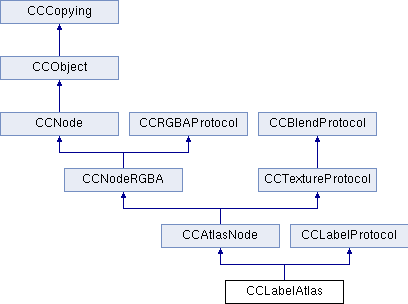 CCCopying
CCObject
CCNode
CCRGBAProtocol
CCBlendProtocol
CCNodeRGBA
CCTextureProtocol
CCAtlasNode
CCLabelProtocol
CCLabelAtlas